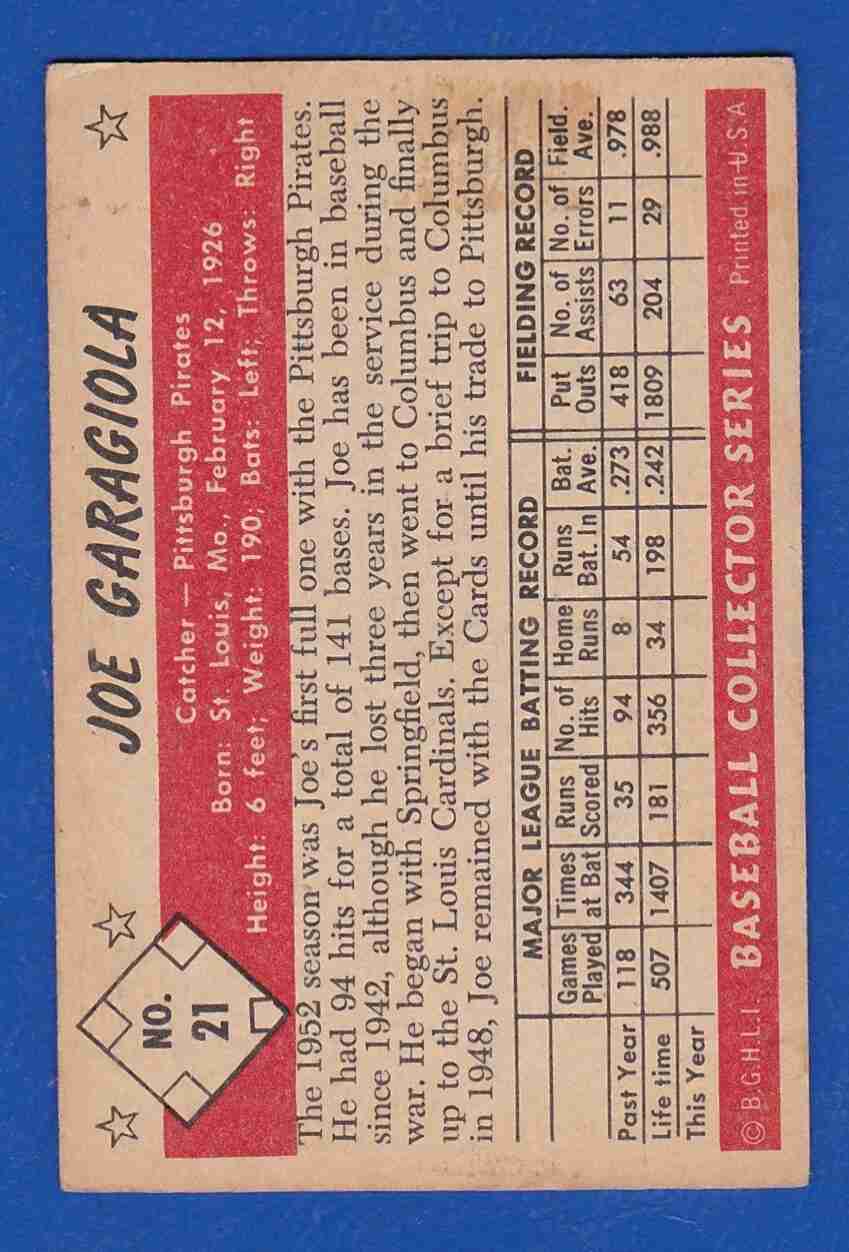 JOE GARAGIOLA
NO.
21
Catcher — Pittsburgh Pirates
Born: St. Louis, Mo., February 12, 1926
Height: 6 feet; Weight: 190; Bats: Left; Throws: Right
The 1952 season was Joe's first full one with the Pittsburgh Pirates.
He had 94 hits for a total of 141 bases. Joe has been in baseball
since 1942, although he lost three years in the service during the
war. He began with Springfield, then went to Columbus and finally
up to the St. Louis Cardinals. Except for a brief trip to Columbus
in 1948, Joe remained with the Cards until his trade to Pittsburgh.
MAJOR LEAGUE BATTING RECORD FIELDING RECORD
Games Played Times at Bat Runs Scored No. of Hits Home Runs Runs Bat. In Bat. Ave. Put Outs No. of Assists No. of Errors Field. Ave.
Past Year 118 344 35 94 8 54 .273 418 63 11 .978
Life time 507 1407 181 356 34 198 .242 1809 204 29 .988
This Year
© B.G.H.L.I. BASEBALL COLLECTOR SERIES Printed in U.S.A.